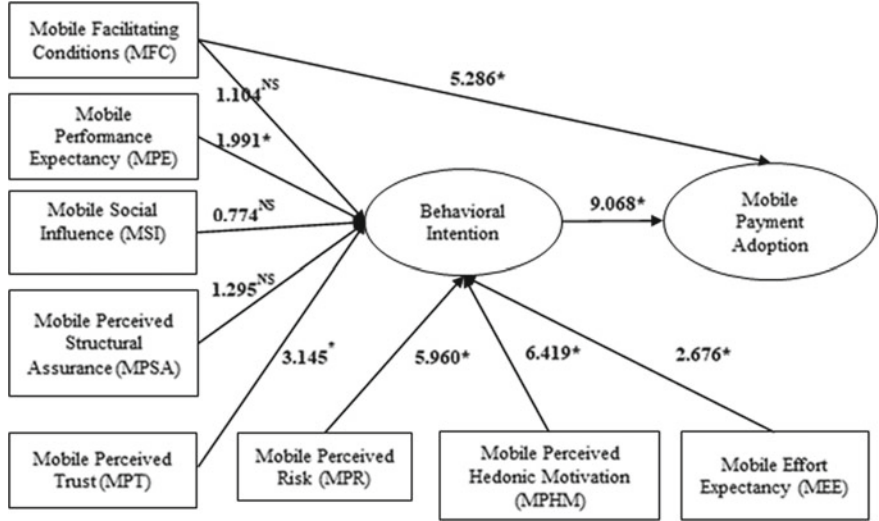 Mobile Facilitating
Conditions (MFC)
5.286*
1.104NS
Mobile
Performance
Expectancy (MPE)
1.991*
Mobile Social
Influence (MSI)
0.774NS
Behavioral
Intention
9.068*
Mobile
Payment
Adoption
1.295NS
Mobile Perceived
Structural
Assurance (MPSA)
3.145*
5.960*
6.419*
2.676*
Mobile Perceived
Trust (MPT)
Mobile Perceived
Risk (MPR)
Mobile Perceived
Hedonic Motivation
(MPHM)
Mobile Effort
Expectancy (MEE)